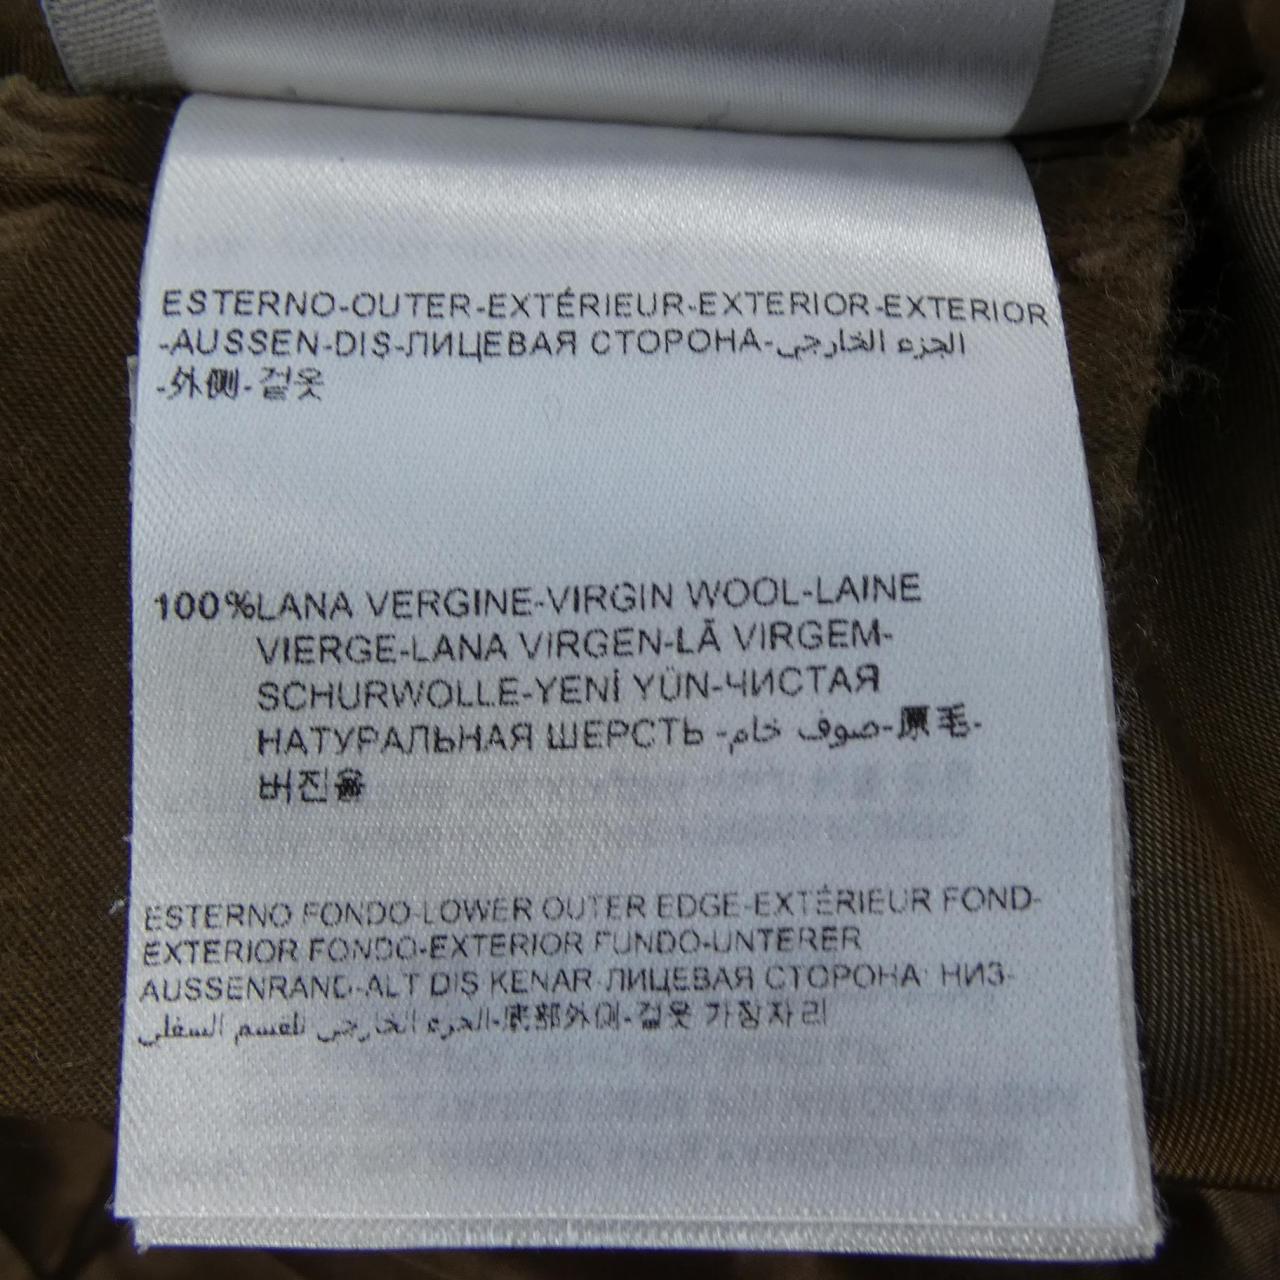 ESTERNO-OUTER-EXTÉRIEUR-EXTERIOR-EXTERIOR
-AUSSEN-DIS-ЛИЦЕВАЯ СТОРОНА-الجزء الخارجي
-外側-겉옷
100%LANA VERGINE-VIRGIN WOOL-LAINE
VIERGE-LANA VIRGEN-LÃ VIRGEM-
SCHURWOLLE-YENİ YÜN-ЧИСТАЯ
НАТУРАЛЬНАЯ ШЕРСТЬ-صوف خام-原毛-
버진울
ESTERNO FONDO-LOWER OUTER EDGE-EXTÉRIEUR FOND-
EXTERIOR FONDO-EXTERIOR FUNDO-UNTERER
AUSSENRAND-ALT DIS KENAR-ЛИЦЕВАЯ СТОРОНА: НИЗ-
الجزء الخارجي للقسم السفلي-底部外側-겉옷 가장자리